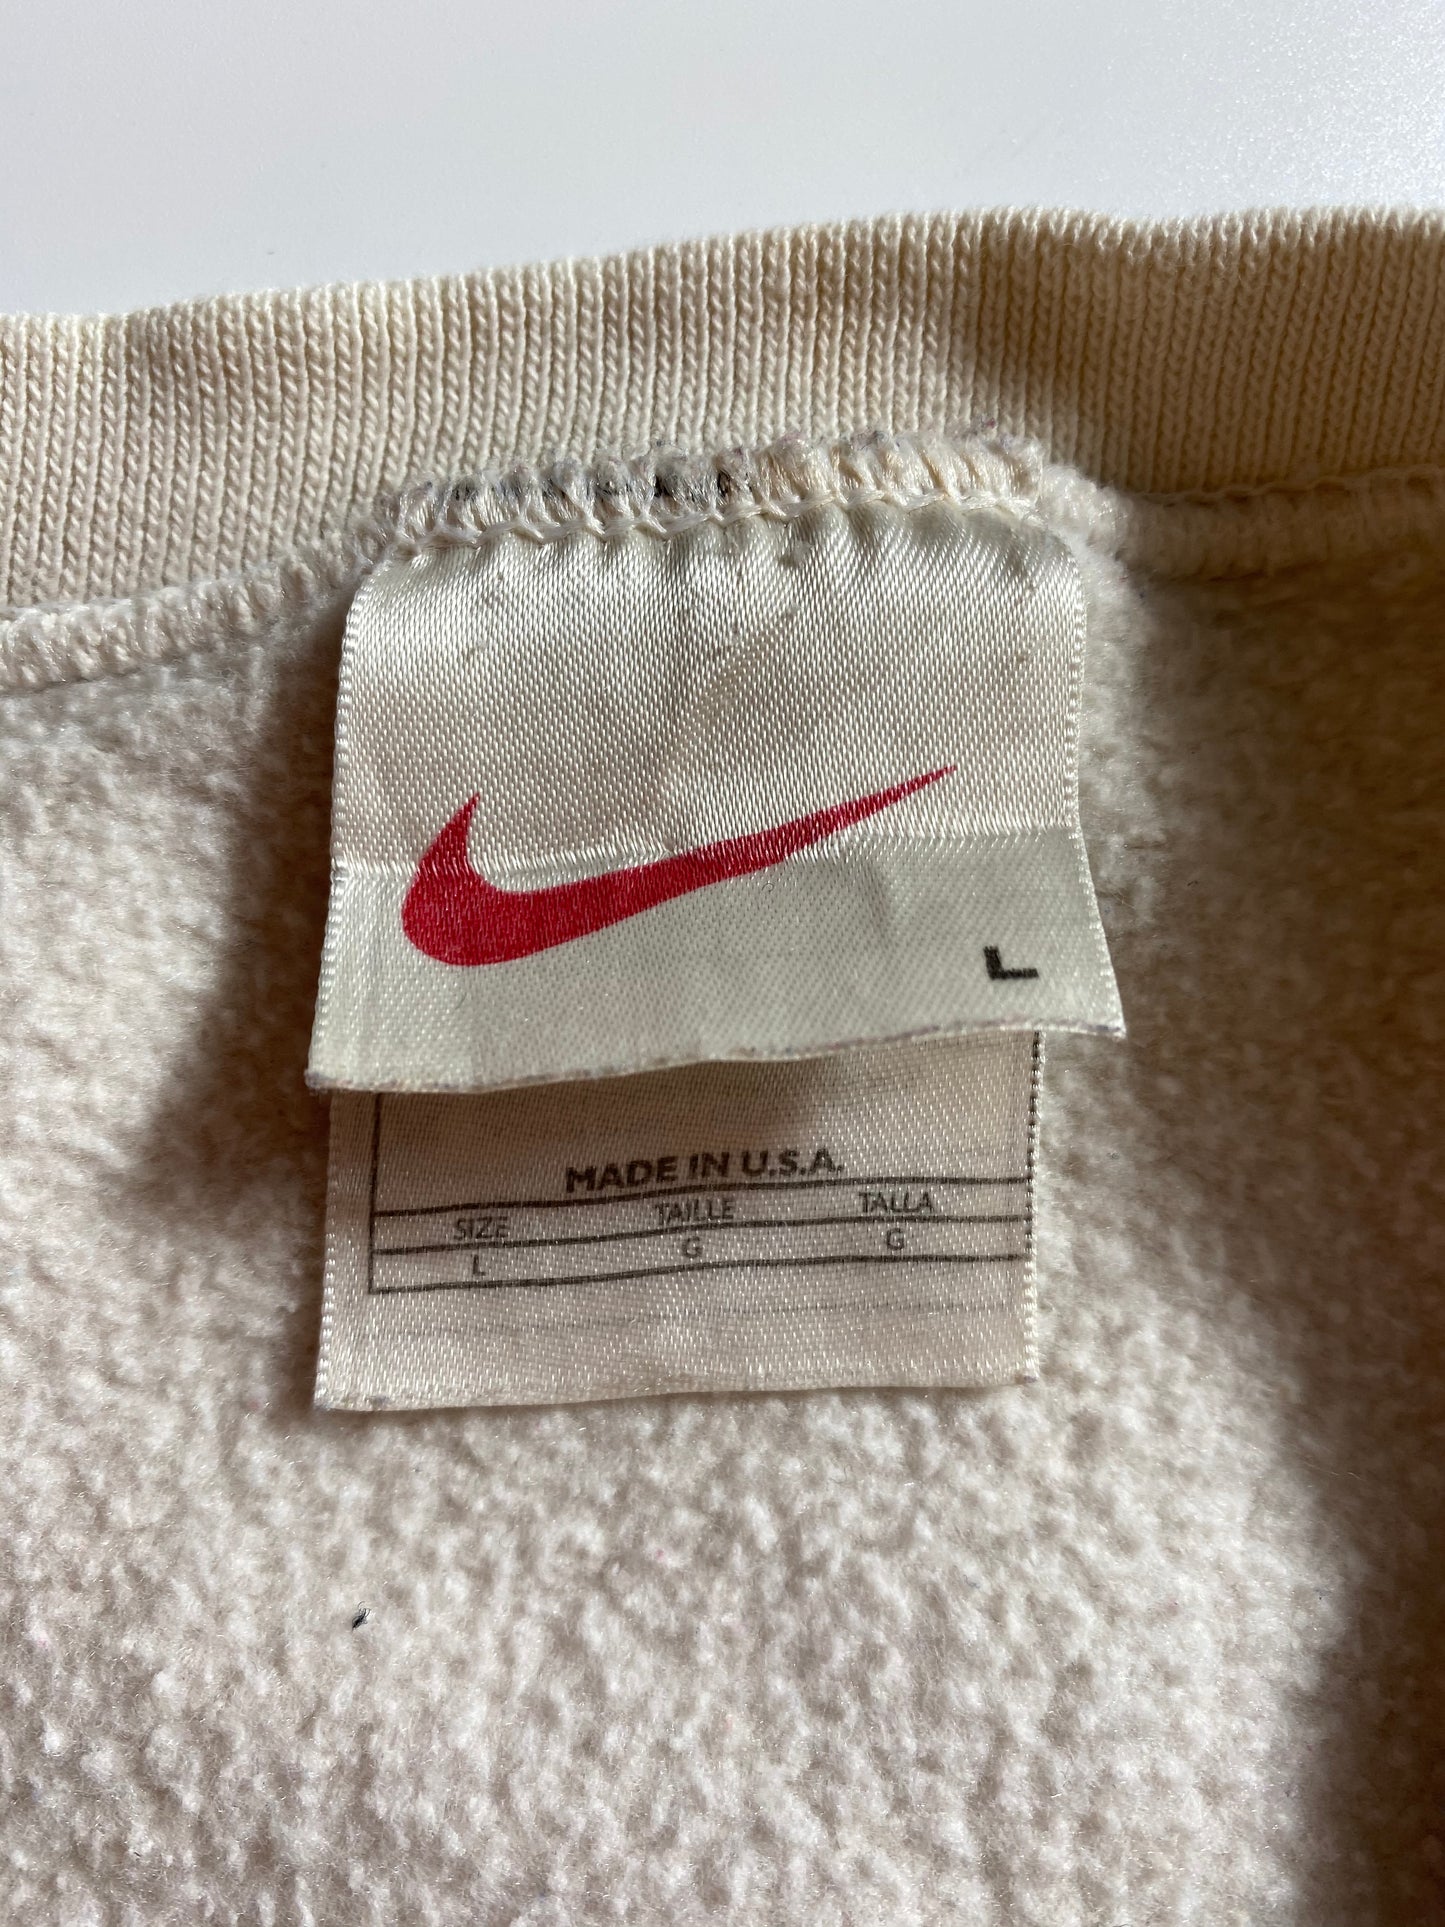 L
MADE IN U.S.A.
SIZE TAILLE TALLA
L G G